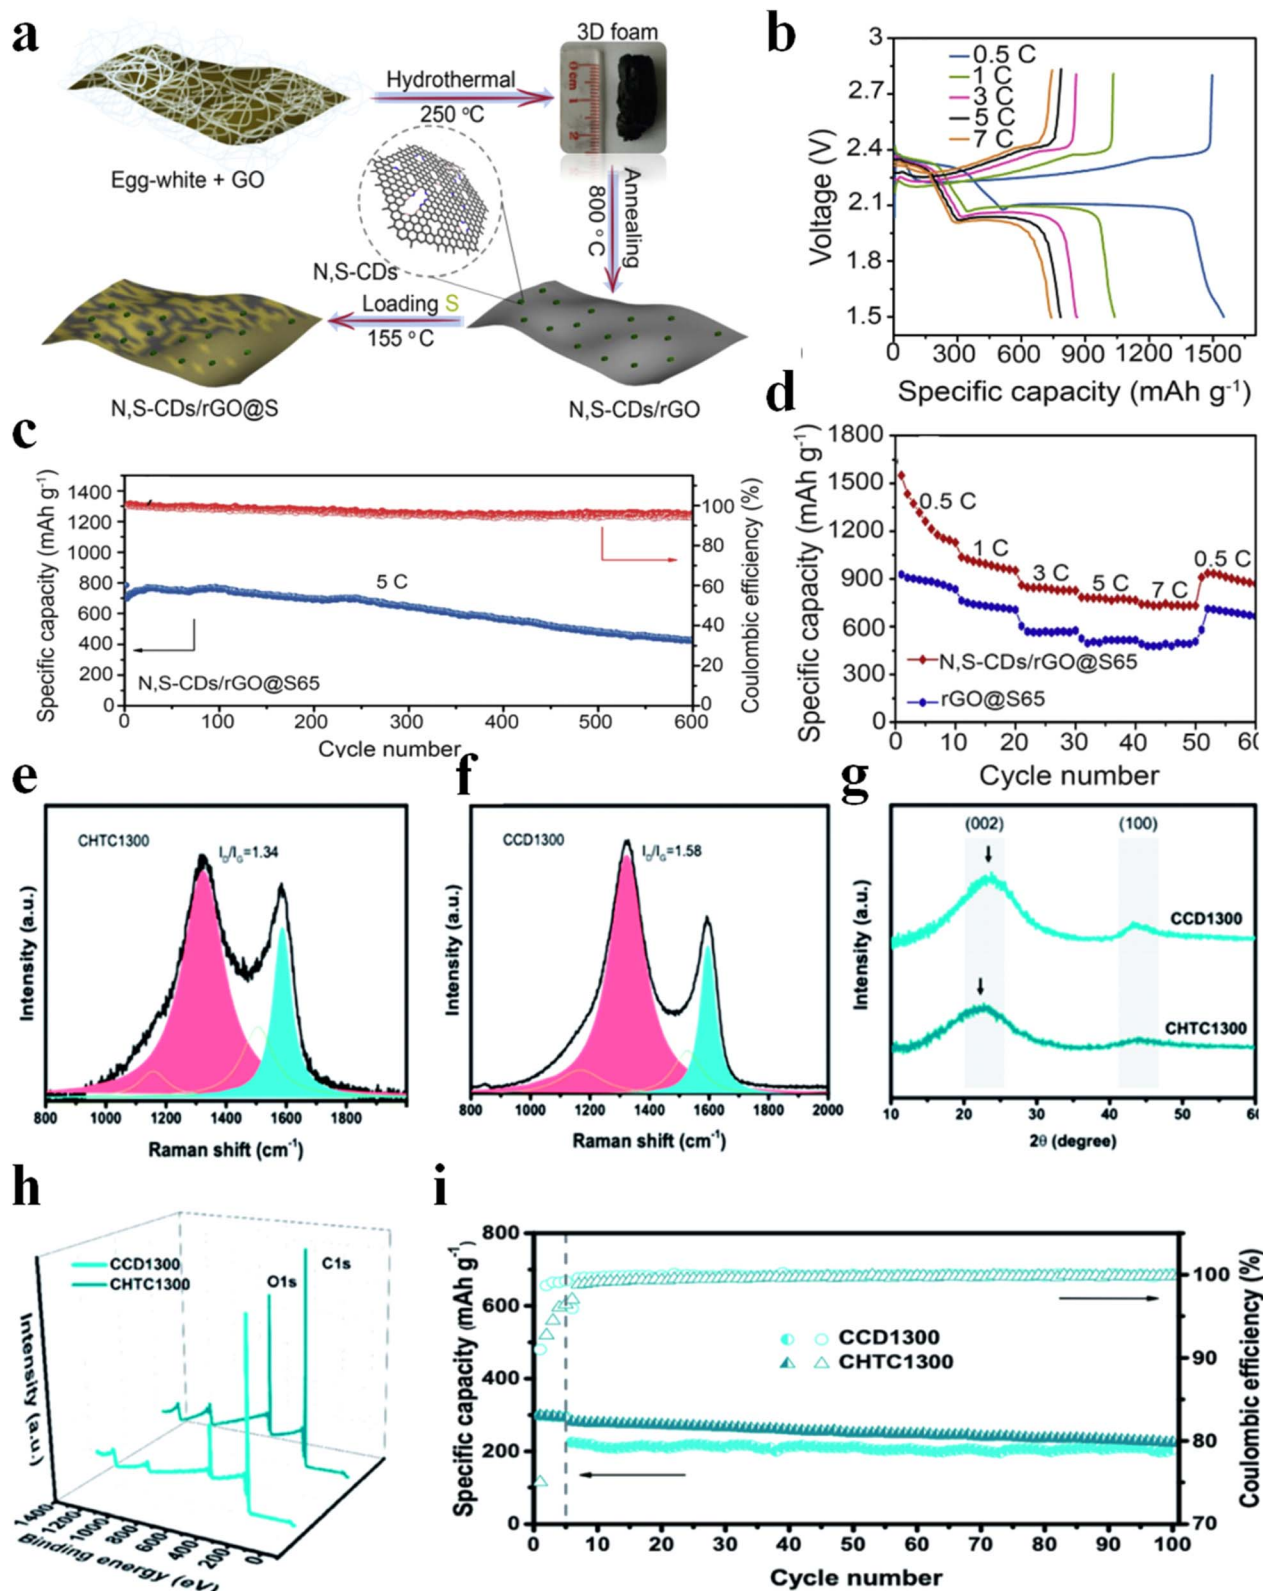 a
Egg-white + GO
Hydrothermal
250 °C
3D foam
0 cm 1 2
Annealing
800 °C
N,S-CDs
Loading S
155 °C
N,S-CDs/rGO@S
N,S-CDs/rGO
b
3
2.7
2.4
2.1
1.8
1.5
Voltage (V)
0.5 C
1 C
3 C
5 C
7 C
0 300 600 900 1200 1500
Specific capacity (mAh g-1)
c
Specific capacity (mAh g-1)
1400
1200
1000
800
600
400
200
0
5 C
N,S-CDs/rGO@S65
100
80
60
40
20
0
Coulombic efficiency (%)
0 100 200 300 400 500 600
Cycle number
d
Specific capacity (mAh g-1)
1800
1500
1200
900
600
300
0
0.5 C
1 C
3 C
5 C
7 C
0.5 C
N,S-CDs/rGO@S65
rGO@S65
0 10 20 30 40 50 60
Cycle number
e
CHTC1300
ID/IG=1.34
Intensity (a.u.)
800 1000 1200 1400 1600 1800
Raman shift (cm-1)
f
CCD1300
ID/IG=1.58
Intensity (a.u.)
800 1000 1200 1400 1600 1800 2000
Raman shift (cm-1)
g
(002) (100)
CCD1300
CHTC1300
Intensity (a.u.)
10 20 30 40 50 60
2θ (degree)
h
CCD1300
CHTC1300
O1s
C1s
Intensity (a.u.)
1400 1200 1000 800 600 400 200 0
Binding energy (eV)
i
Specific capacity (mAh g-1)
800
600
400
200
0
CCD1300
CHTC1300
100
90
80
70
Coulombic efficiency (%)
0 10 20 30 40 50 60 70 80 90 100
Cycle number